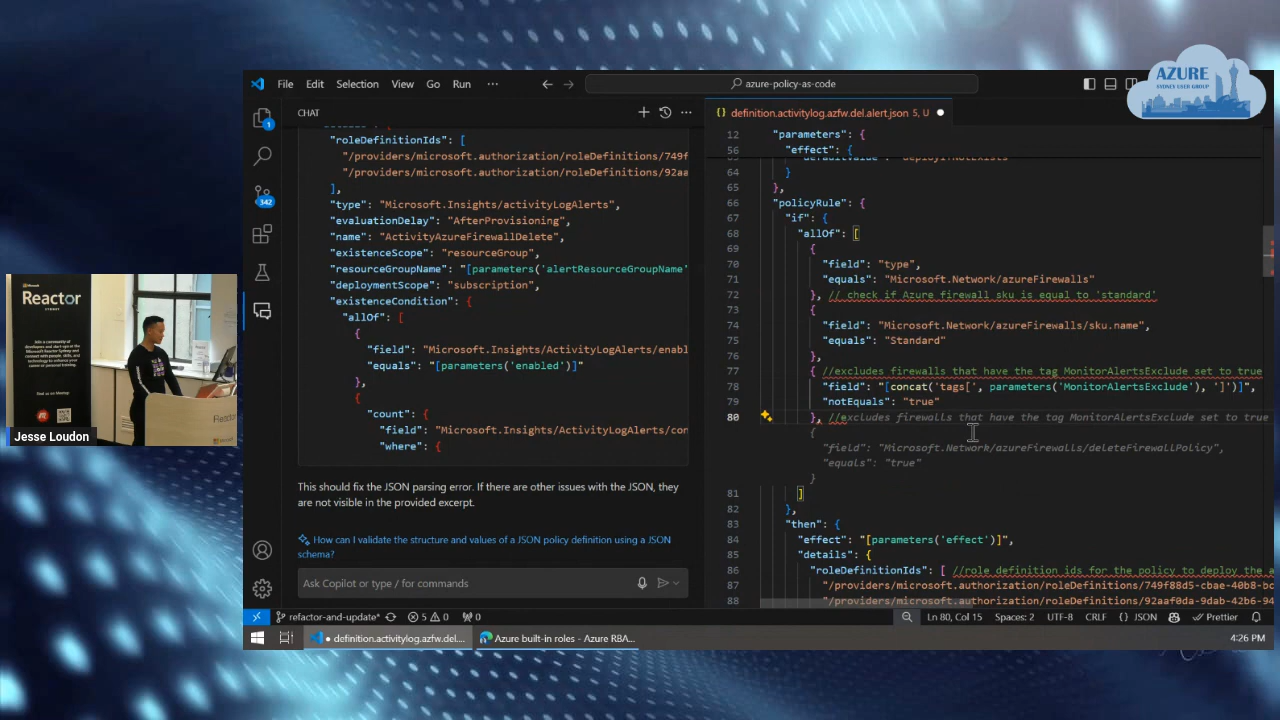 AZURE
SYDNEY USER GROUP
File Edit Selection View Go Run ···
azure-policy-as-code
CHAT
"roleDefinitionIds": [
"/providers/microsoft.authorization/roleDefinitions/749f
"/providers/microsoft.authorization/roleDefinitions/92aa
],
"type": "Microsoft.Insights/activityLogAlerts",
"evaluationDelay": "AfterProvisioning",
"name": "ActivityAzureFirewallDelete",
"existenceScope": "resourceGroup",
"resourceGroupName": "[parameters('alertResourceGroupName'
"deploymentScope": "subscription",
"existenceCondition": {
"allOf": [
{
"field": "Microsoft.Insights/ActivityLogAlerts/enabl
"equals": "[parameters('enabled')]"
},
{
"count": {
"field": "Microsoft.Insights/ActivityLogAlerts/con
"where": {
This should fix the JSON parsing error. If there are other issues with the JSON, they
are not visible in the provided excerpt.
How can I validate the structure and values of a JSON policy definition using a JSON
schema?
Ask Copilot or type / for commands
1
342
{} definition.activitylog.azfw.del.alert.json 5, U
12 "parameters": {
56 "effect": {
64 }
65 },
66 "policyRule": {
67 "if": {
68 "allOf": [
69 {
70 "field": "type",
71 "equals": "Microsoft.Network/azureFirewalls"
72 }, // check if Azure firewall sku is equal to 'standard'
73 {
74 "field": "Microsoft.Network/azureFirewalls/sku.name",
75 "equals": "Standard"
76 },
77 { //excludes firewalls that have the tag MonitorAlertsExclude set to true
78 "field": "[concat('tags[', parameters('MonitorAlertsExclude'), ']')]",
79 "notEquals": "true"
80 }, //excludes firewalls that have the tag MonitorAlertsExclude set to true
{
"field": "Microsoft.Network/azureFirewalls/deleteFirewallPolicy",
"equals": "true"
}
81 ]
82 },
83 "then": {
84 "effect": "[parameters('effect')]",
85 "details": {
86 "roleDefinitionIds": [ //role definition ids for the policy to deploy the a
87 "/providers/microsoft.authorization/roleDefinitions/749f88d5-cbae-40b8-bc
88 "/providers/microsoft.authorization/roleDefinitions/92aaf0da-9dab-42b6-94
refactor-and-update* 5 0 0 Ln 80, Col 15 Spaces: 2 UTF-8 CRLF {} JSON Prettier
definition.activitylog.azfw.del.... Azure built-in roles - Azure RBA... 4:26 PM
Microsoft
Reactor
SYDNEY
Jesse Loudon